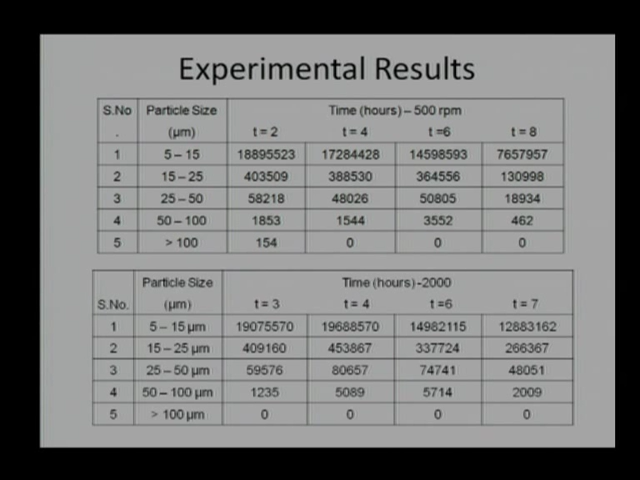 Experimental Results
S.No Particle Size Time (hours) – 500 rpm
. (µm) t = 2 t = 4 t =6 t = 8
1 5 – 15 18895523 17284428 14598593 7657957
2 15 – 25 403509 388530 364556 130998
3 25 – 50 58218 48026 50805 18934
4 50 – 100 1853 1544 3552 462
5 > 100 154 0 0 0
Particle Size Time (hours) -2000
S.No. (µm) t = 3 t = 4 t =6 t = 7
1 5 – 15 µm 19075570 19688570 14982115 12883162
2 15 – 25 µm 409160 453867 337724 266367
3 25 – 50 µm 59576 80657 74741 48051
4 50 – 100 µm 1235 5089 5714 2009
5 > 100 µm 0 0 0 0